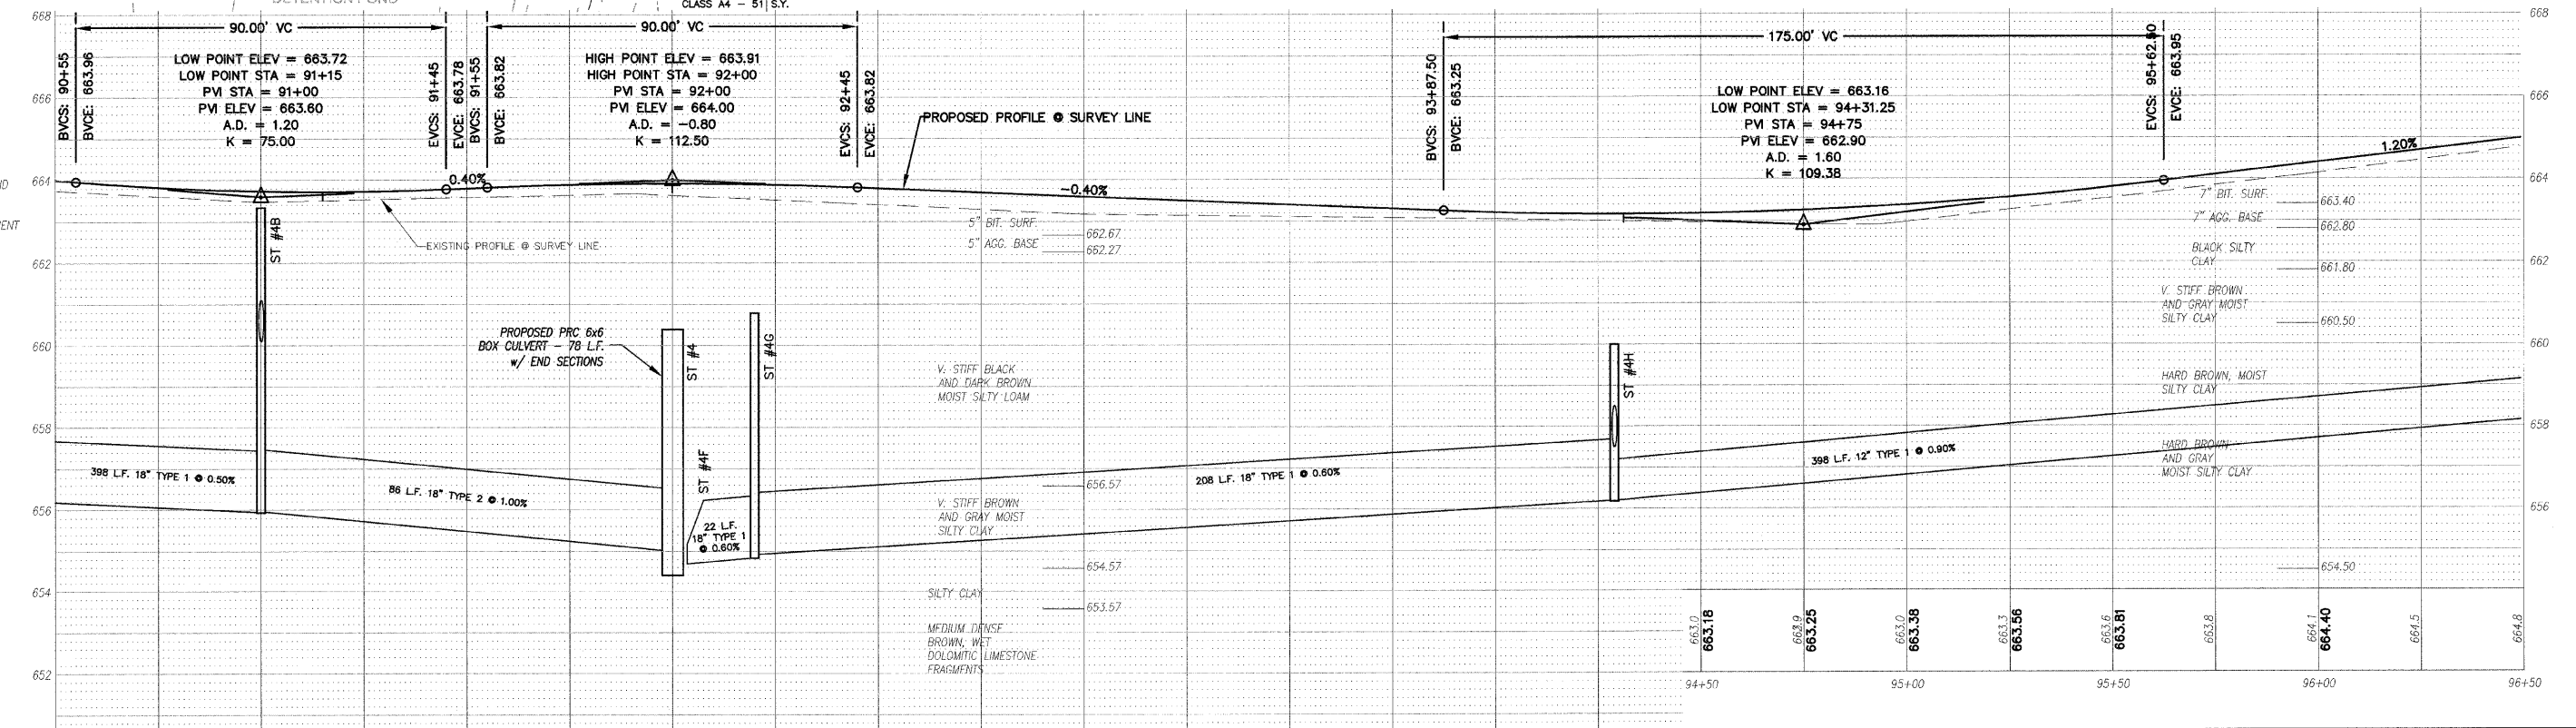 DETENTION POND
CLASS A4 - 51 S.Y.
668
668
90.00' VC
90.00' VC
175.00' VC
BVCS: 90+55
BVCE: 663.96
LOW POINT ELEV = 663.72
LOW POINT STA = 91+15
PVI STA = 91+00
PVI ELEV = 663.60
A.D. = 1.20
K = 75.00
EVCS: 91+45
EVCE: 663.78
BVCS: 91+55
BVCE: 663.82
HIGH POINT ELEV = 663.91
HIGH POINT STA = 92+00
PVI STA = 92+00
PVI ELEV = 664.00
A.D. = -0.80
K = 112.50
EVCS: 92+45
EVCE: 663.82
PROPOSED PROFILE @ SURVEY LINE
BVCS: 93+87.50
BVCE: 663.25
LOW POINT ELEV = 663.16
LOW POINT STA = 94+31.25
PVI STA = 94+75
PVI ELEV = 662.90
A.D. = 1.60
K = 109.38
EVCS: 95+62.50
EVCE: 663.95
666
666
1.20%
664
0.40%
-0.40%
664
EXISTING PROFILE @ SURVEY LINE
ST #4B
5" BIT. SURF.
662.67
5" AGG. BASE
662.27
7" BIT. SURF.
663.40
7" AGG. BASE
662.80
BLACK SILTY
CLAY
661.80
662
662
V. STIFF BROWN
AND GRAY MOIST
SILTY CLAY
660.50
PROPOSED PRC 6x6
BOX CULVERT - 78 L.F.
w/ END SECTIONS
ST #4
ST #4G
ST #4H
660
660
V. STIFF BLACK
AND DARK BROWN
MOIST SILTY LOAM
HARD BROWN, MOIST
SILTY CLAY
658
658
398 L.F. 18" TYPE 1 @ 0.50%
86 L.F. 18" TYPE 2 @ 1.00%
ST #4F
22 L.F.
18" TYPE 1
@ 0.60%
656.57
208 L.F. 18" TYPE 1 @ 0.60%
398 L.F. 12" TYPE 1 @ 0.90%
HARD BROWN
AND GRAY
MOIST SILTY CLAY
656
656
V. STIFF BROWN
AND GRAY MOIST
SILTY CLAY
654.57
654.50
654
SILTY CLAY
653.57
MEDIUM DENSE
BROWN, WET
DOLOMITIC LIMESTONE
FRAGMENTS
652
663.0
663.18
662.9
663.25
663.0
663.38
663.3
663.56
663.6
663.81
663.8
664.1
664.40
664.5
664.8
94+50
95+00
95+50
96+00
96+50